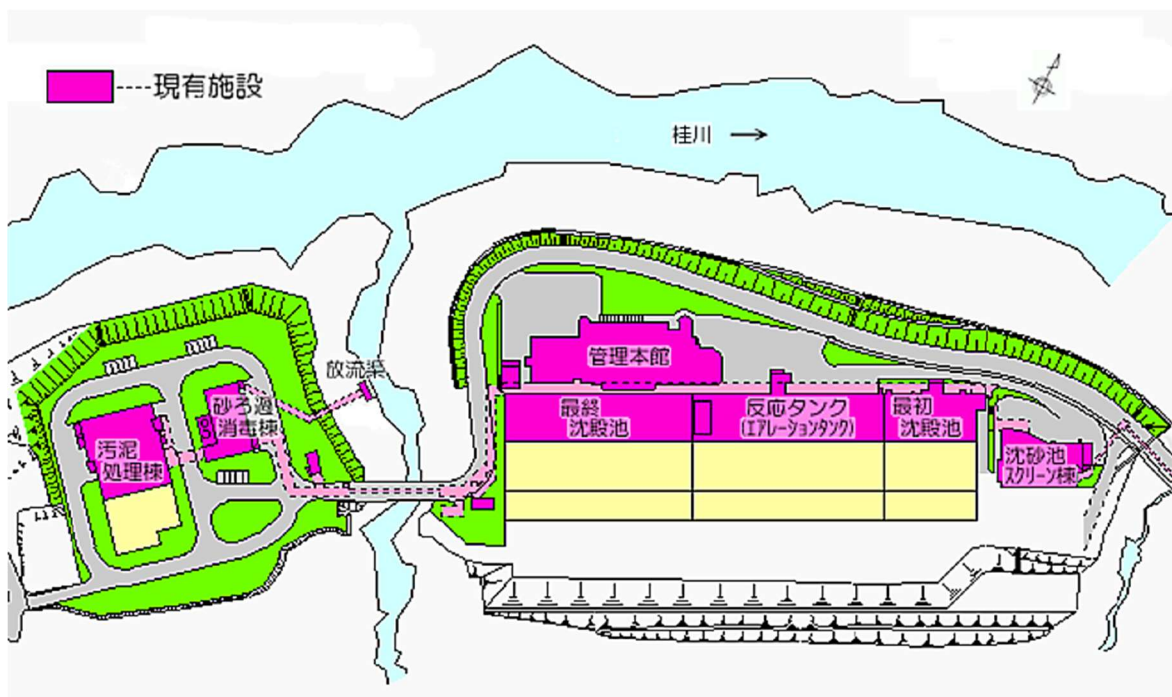 ----現有施設
桂川 →
管理本館
放流渠
砂ろ過
消毒棟
最終
沈殿池
反応タンク
(エアレーションタンク)
最初
沈殿池
汚泥
処理棟
沈砂池
スクリーン棟